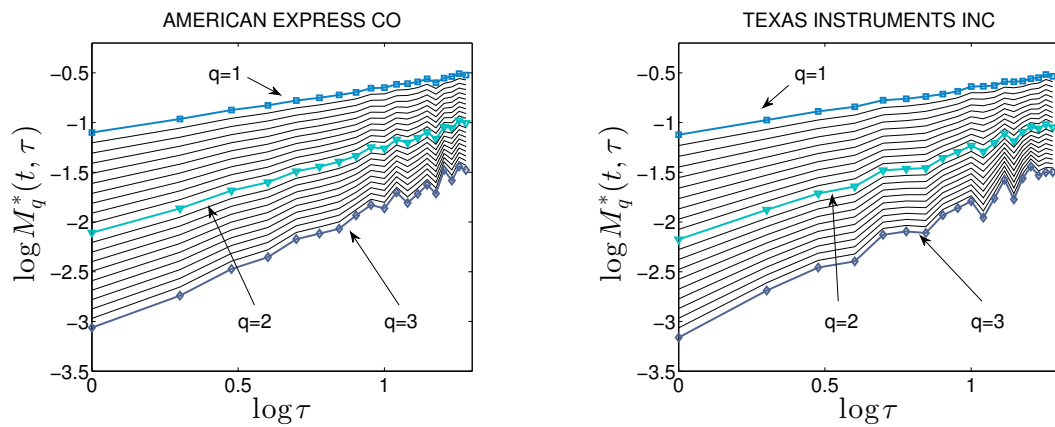 AMERICAN EXPRESS CO
log M*q(t, τ)
−0.5
−1
−1.5
−2
−2.5
−3
−3.5
q=1
q=2
q=3
0
0.5
1
log τ
TEXAS INSTRUMENTS INC
log M*q(t, τ)
−0.5
−1
−1.5
−2
−2.5
−3
−3.5
q=1
q=2
q=3
0
0.5
1
log τ